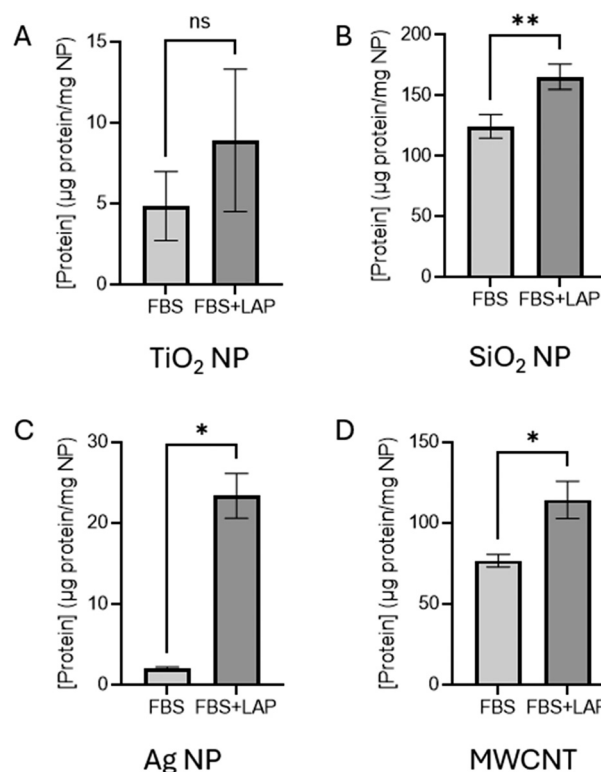 A
ns
[Protein] (µg protein/mg NP)
15
10
5
0
FBS FBS+LAP
TiO₂ NP
B
**
[Protein] (µg protein/mg NP)
200
150
100
50
0
FBS FBS+LAP
SiO₂ NP
C
*
[Protein] (µg protein/mg NP)
30
20
10
0
FBS FBS+LAP
Ag NP
D
*
[Protein] (µg protein/mg NP)
150
100
50
0
FBS FBS+LAP
MWCNT